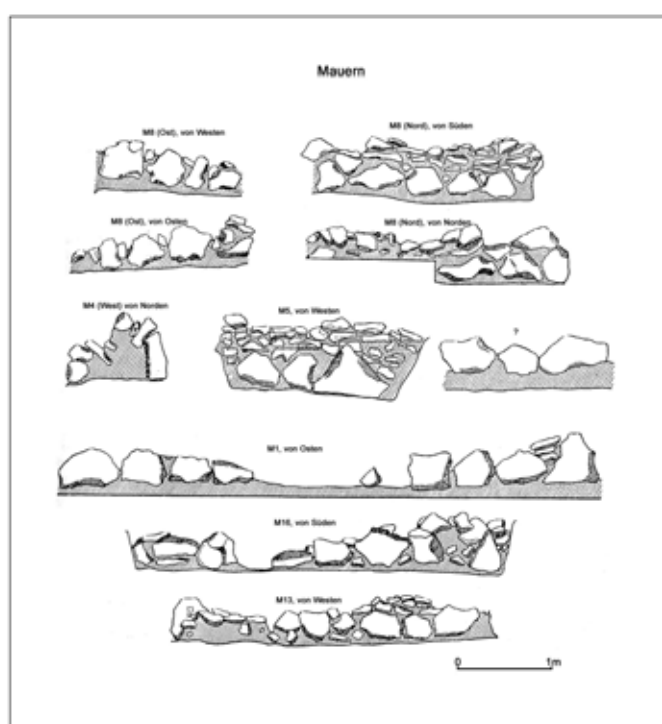 Mauern
M8 (Ost), von Westen
M8 (Nord), von Süden
M8 (Ost), von Osten
M8 (Nord), von Norden
M4 (West) von Norden
M5, von Westen
?
M1, von Osten
M16, von Süden
M13, von Westen
0 1m